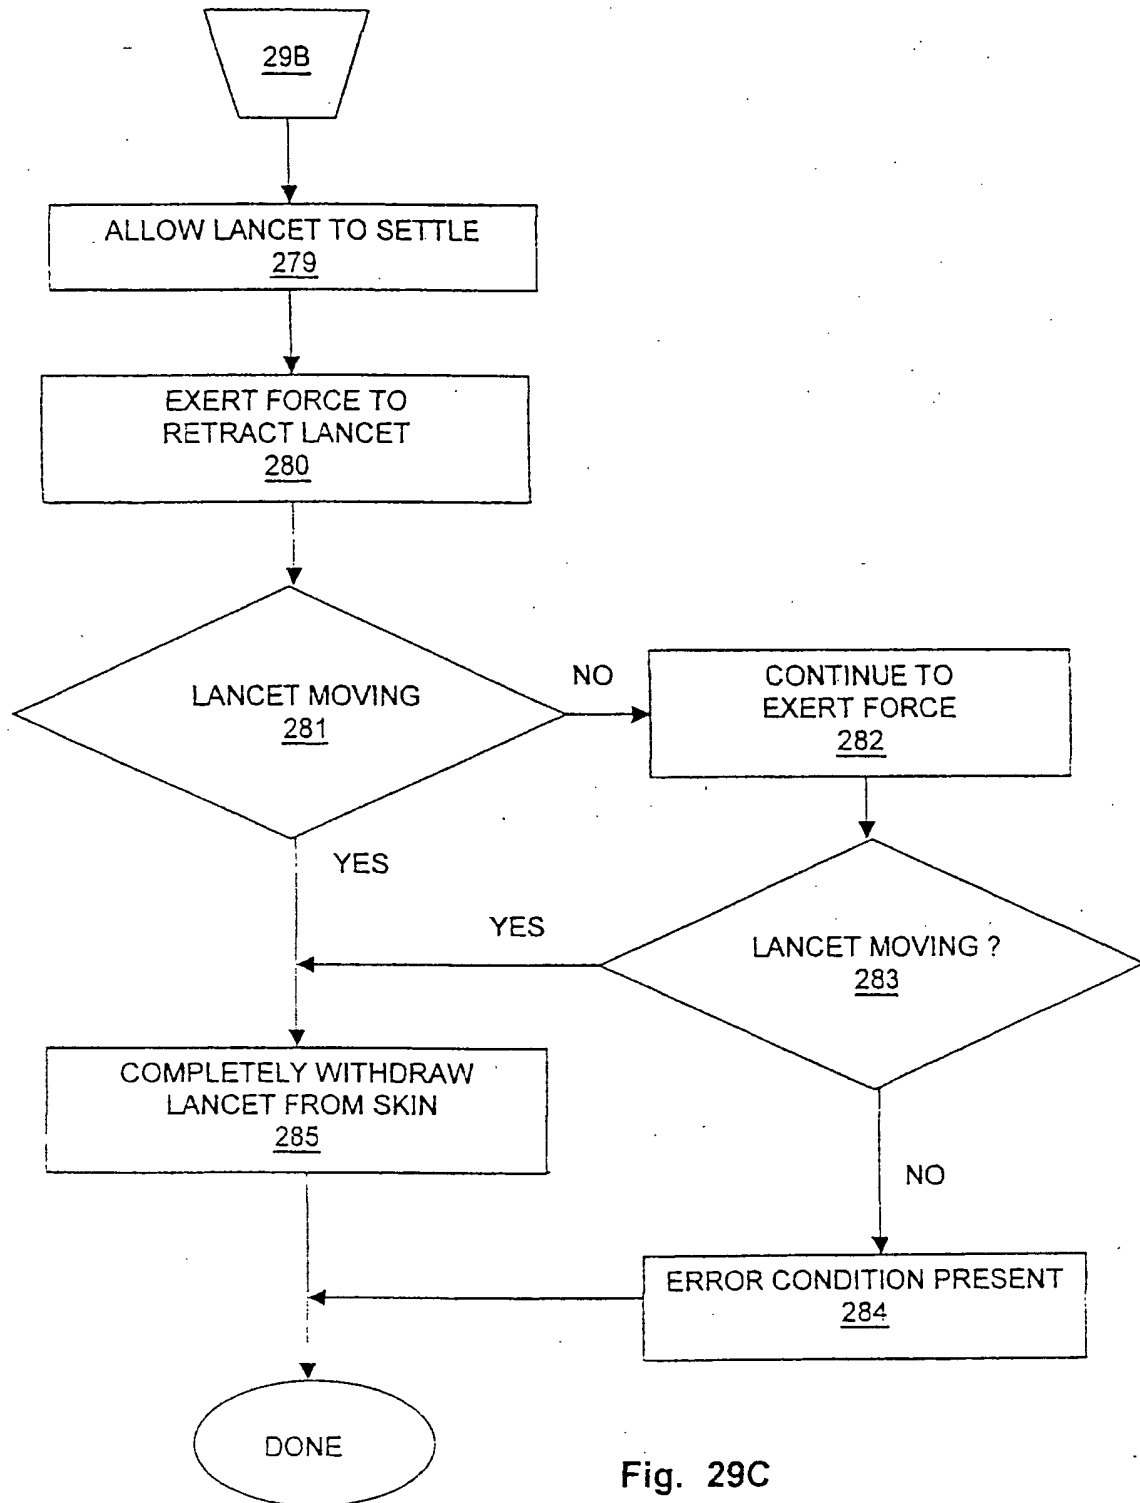 29B
ALLOW LANCET TO SETTLE
279
EXERT FORCE TO
RETRACT LANCET
280
LANCET MOVING
281
NO
CONTINUE TO
EXERT FORCE
282
YES
YES
LANCET MOVING ?
283
COMPLETELY WITHDRAW
LANCET FROM SKIN
285
NO
ERROR CONDITION PRESENT
284
DONE
Fig. 29C